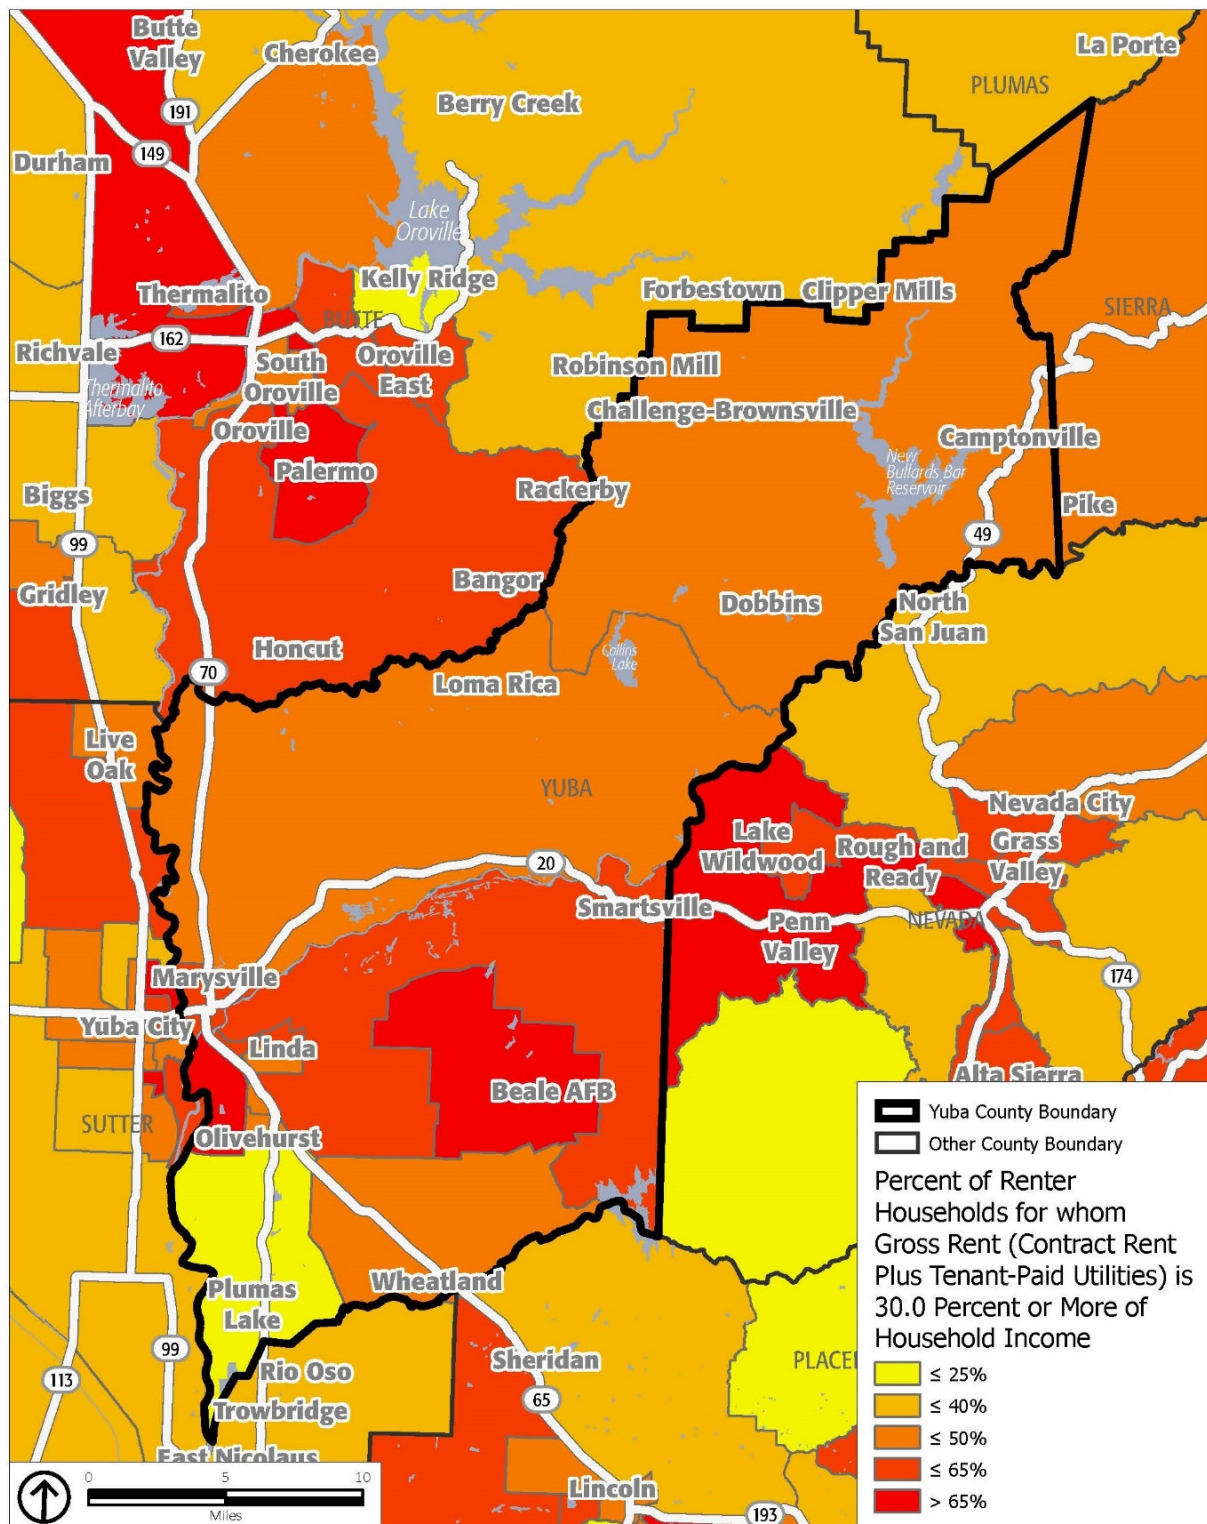 Butte
Valley
Cherokee
La Porte
PLUMAS
Berry Creek
191
149
Durham
Lake
Oroville
Kelly Ridge
Thermalito
Forbestown
Clipper Mills
SIERRA
BUTTE
162
Richvale
South
Oroville
Oroville
East
Robinson Mill
Thermalito
Afterbay
Challenge-Brownsville
Oroville
Camptonville
Palermo
New
Bullards Bar
Reservoir
Rackerby
Biggs
Pike
99
49
Gridley
Bangor
Dobbins
North
San Juan
Honcut
Collins
Lake
70
Loma Rica
Live
Oak
YUBA
Nevada City
Lake
Wildwood
Rough and
Ready
Grass
Valley
20
Smartsville
Penn
Valley
NEVADA
Marysville
174
Yuba City
Linda
Beale AFB
Alta Sierra
SUTTER
Olivehurst
Plumas
Lake
Wheatland
99
Rio Oso
Sheridan
PLACE
113
65
Trowbridge
East Nicolaus
Lincoln
193
Yuba County Boundary
Other County Boundary
Percent of Renter
Households for whom
Gross Rent (Contract Rent
Plus Tenant-Paid Utilities) is
30.0 Percent or More of
Household Income
≤ 25%
≤ 40%
≤ 50%
≤ 65%
> 65%
0 5 10
Miles